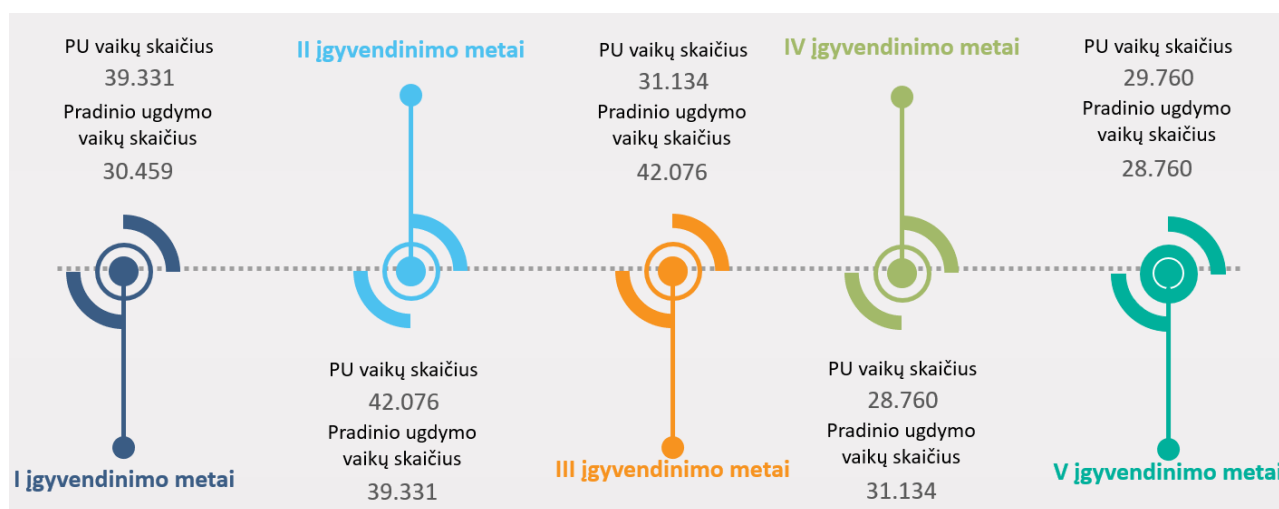 PU vaikų skaičius
39.331
Pradinio ugdymo
vaikų skaičius
30.459
I įgyvendinimo metai
II įgyvendinimo metai
PU vaikų skaičius
42.076
Pradinio ugdymo
vaikų skaičius
39.331
PU vaikų skaičius
31.134
Pradinio ugdymo
vaikų skaičius
42.076
III įgyvendinimo metai
IV įgyvendinimo metai
PU vaikų skaičius
28.760
Pradinio ugdymo
vaikų skaičius
31.134
PU vaikų skaičius
29.760
Pradinio ugdymo
vaikų skaičius
28.760
V įgyvendinimo metai